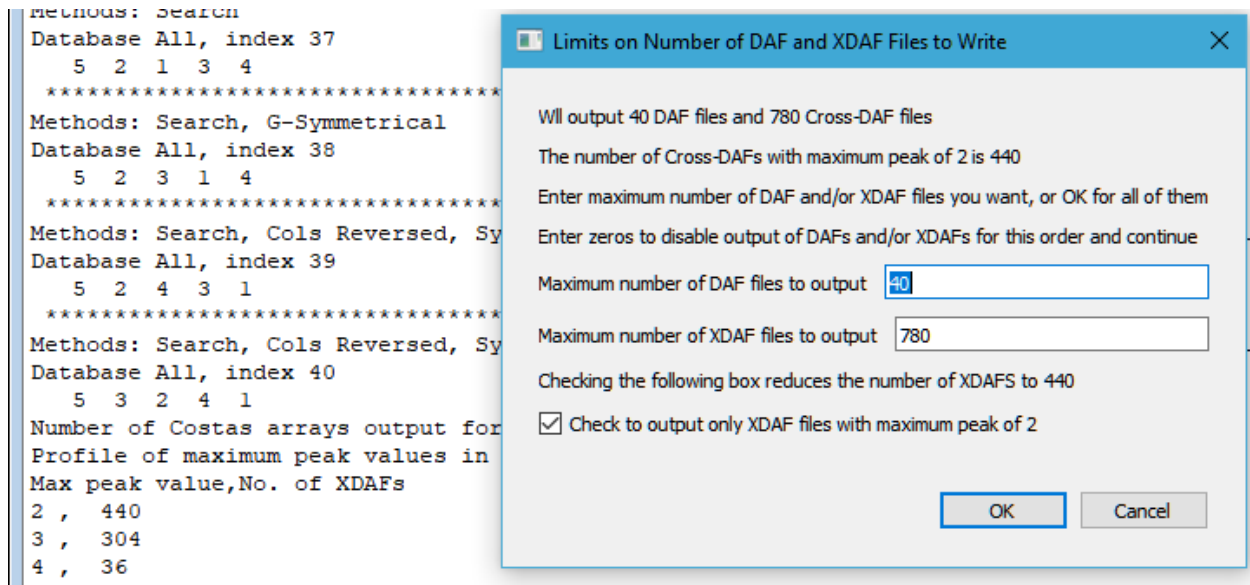 Methods: Search
Database All, index 37
5 2 1 3 4
*********************************
Methods: Search, G-Symmetrical
Database All, index 38
5 2 3 1 4
*********************************
Methods: Search, Cols Reversed, Sy
Database All, index 39
5 2 4 3 1
*********************************
Methods: Search, Cols Reversed, Sy
Database All, index 40
5 3 2 4 1
Number of Costas arrays output for
Profile of maximum peak values in
Max peak value,No. of XDAFs
2 , 440
3 , 304
4 , 36
Limits on Number of DAF and XDAF Files to Write
Wll output 40 DAF files and 780 Cross-DAF files
The number of Cross-DAFs with maximum peak of 2 is 440
Enter maximum number of DAF and/or XDAF files you want, or OK for all of them
Enter zeros to disable output of DAFs and/or XDAFs for this order and continue
Maximum number of DAF files to output 40
Maximum number of XDAF files to output 780
Checking the following box reduces the number of XDAFS to 440
Check to output only XDAF files with maximum peak of 2
OK Cancel